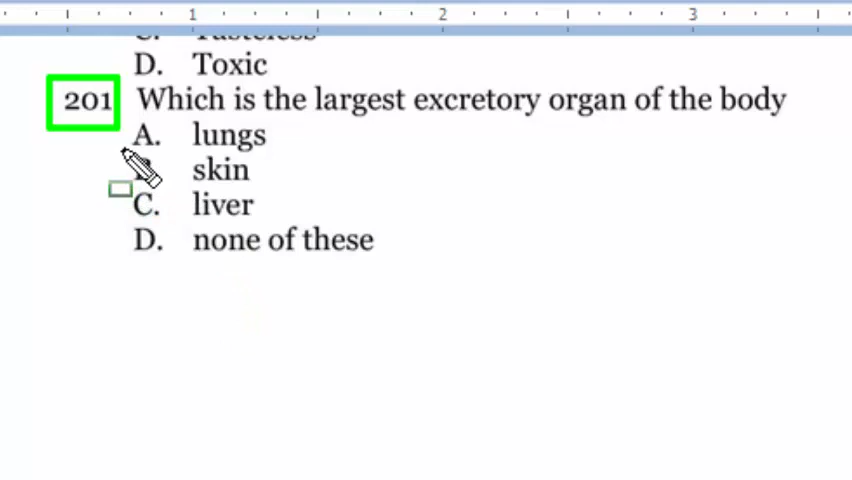 1 2 3
D. Toxic
201 Which is the largest excretory organ of the body
A. lungs
skin
C. liver
D. none of these